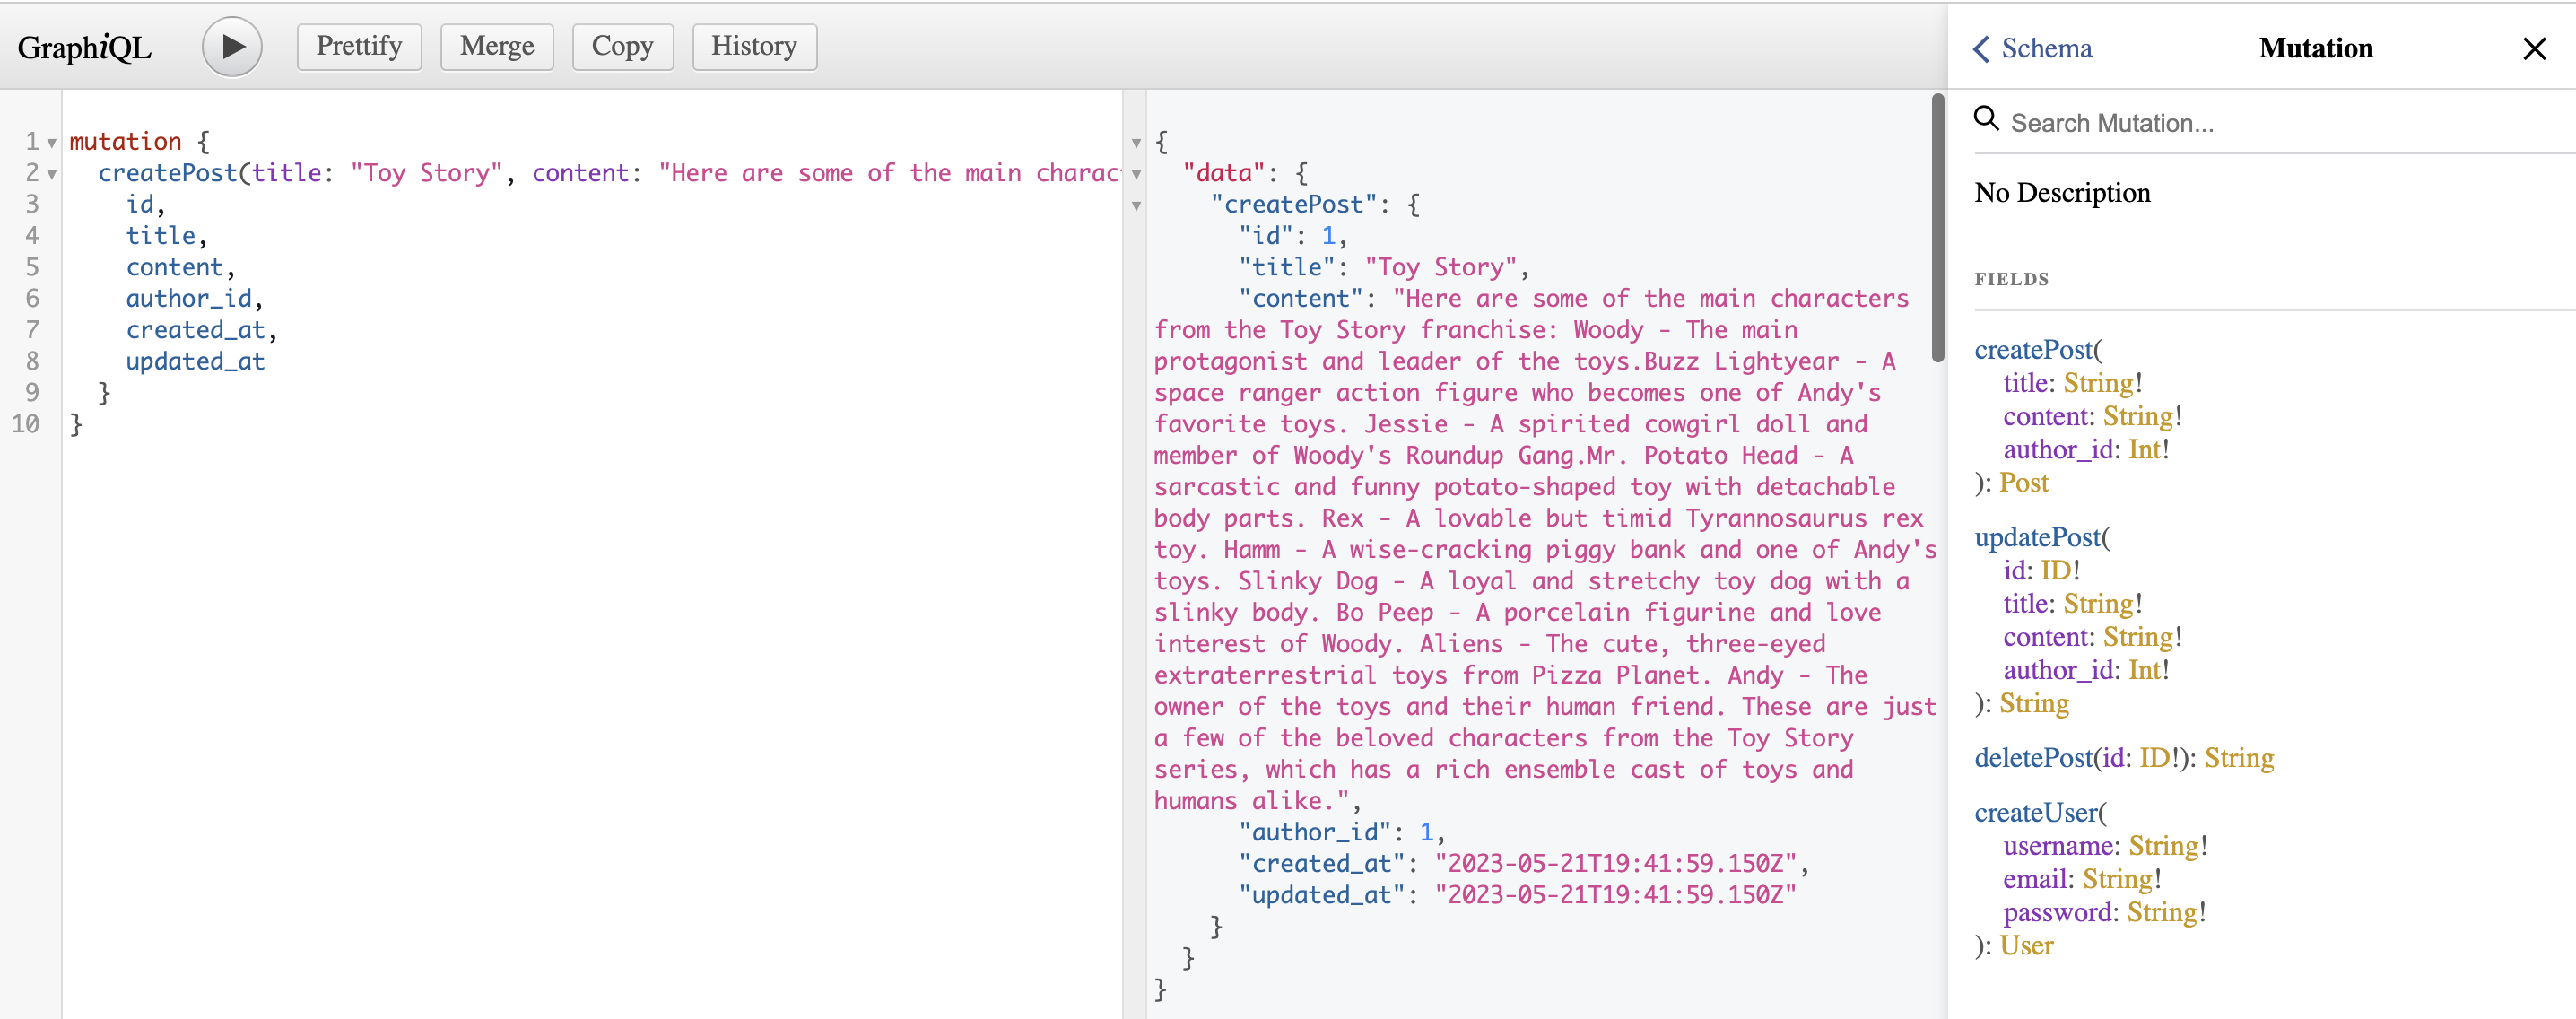 GraphiQL
Prettify
Merge
Copy
History
1 mutation {
2 createPost(title: "Toy Story", content: "Here are some of the main charac
3 id,
4 title,
5 content,
6 author_id,
7 created_at,
8 updated_at
9 }
10 }
{
"data": {
"createPost": {
"id": 1,
"title": "Toy Story",
"content": "Here are some of the main characters
from the Toy Story franchise: Woody - The main
protagonist and leader of the toys.Buzz Lightyear - A
space ranger action figure who becomes one of Andy's
favorite toys. Jessie - A spirited cowgirl doll and
member of Woody's Roundup Gang.Mr. Potato Head - A
sarcastic and funny potato-shaped toy with detachable
body parts. Rex - A lovable but timid Tyrannosaurus rex
toy. Hamm - A wise-cracking piggy bank and one of Andy's
toys. Slinky Dog - A loyal and stretchy toy dog with a
slinky body. Bo Peep - A porcelain figurine and love
interest of Woody. Aliens - The cute, three-eyed
extraterrestrial toys from Pizza Planet. Andy - The
owner of the toys and their human friend. These are just
a few of the beloved characters from the Toy Story
series, which has a rich ensemble cast of toys and
humans alike.",
"author_id": 1,
"created_at": "2023-05-21T19:41:59.150Z",
"updated_at": "2023-05-21T19:41:59.150Z"
}
}
}
Schema
Mutation
Search Mutation...
No Description
FIELDS
createPost(
title: String!
content: String!
author_id: Int!
): Post
updatePost(
id: ID!
title: String!
content: String!
author_id: Int!
): String
deletePost(id: ID!): String
createUser(
username: String!
email: String!
password: String!
): User